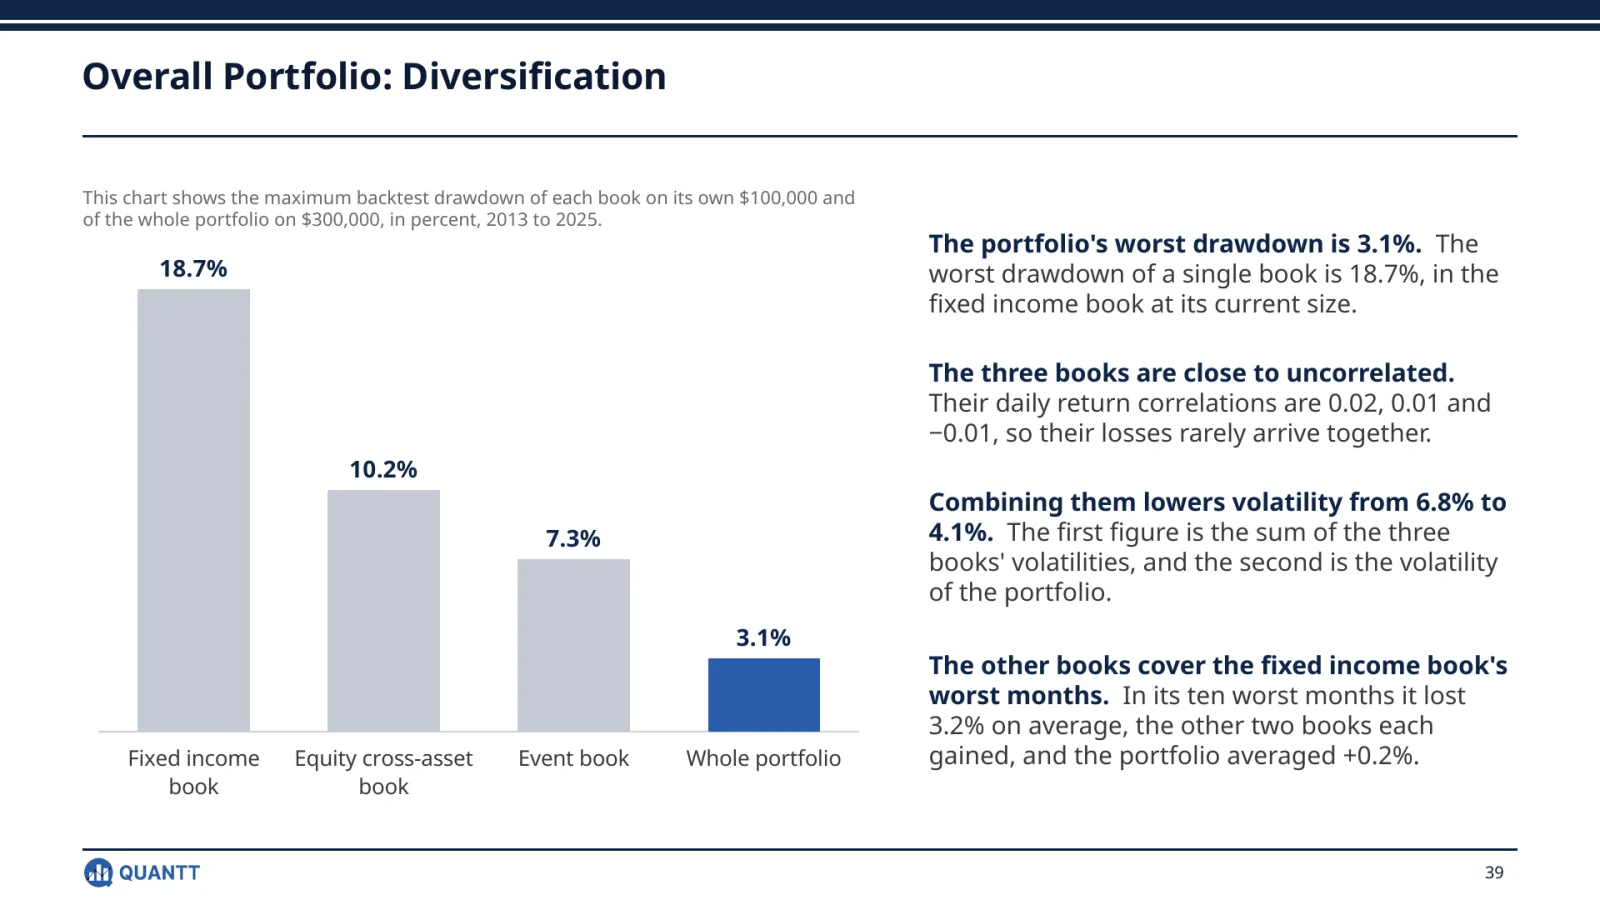 Overall Portfolio: Diversification
This chart shows the maximum backtest drawdown of each book on its own $100,000 and
of the whole portfolio on $300,000, in percent, 2013 to 2025.
18.7%
10.2%
7.3%
3.1%
Fixed income
book
Equity cross-asset
book
Event book
Whole portfolio
The portfolio's worst drawdown is 3.1%. The
worst drawdown of a single book is 18.7%, in the
fixed income book at its current size.
The three books are close to uncorrelated.
Their daily return correlations are 0.02, 0.01 and
−0.01, so their losses rarely arrive together.
Combining them lowers volatility from 6.8% to
4.1%. The first figure is the sum of the three
books' volatilities, and the second is the volatility
of the portfolio.
The other books cover the fixed income book's
worst months. In its ten worst months it lost
3.2% on average, the other two books each
gained, and the portfolio averaged +0.2%.
QUANTT
39